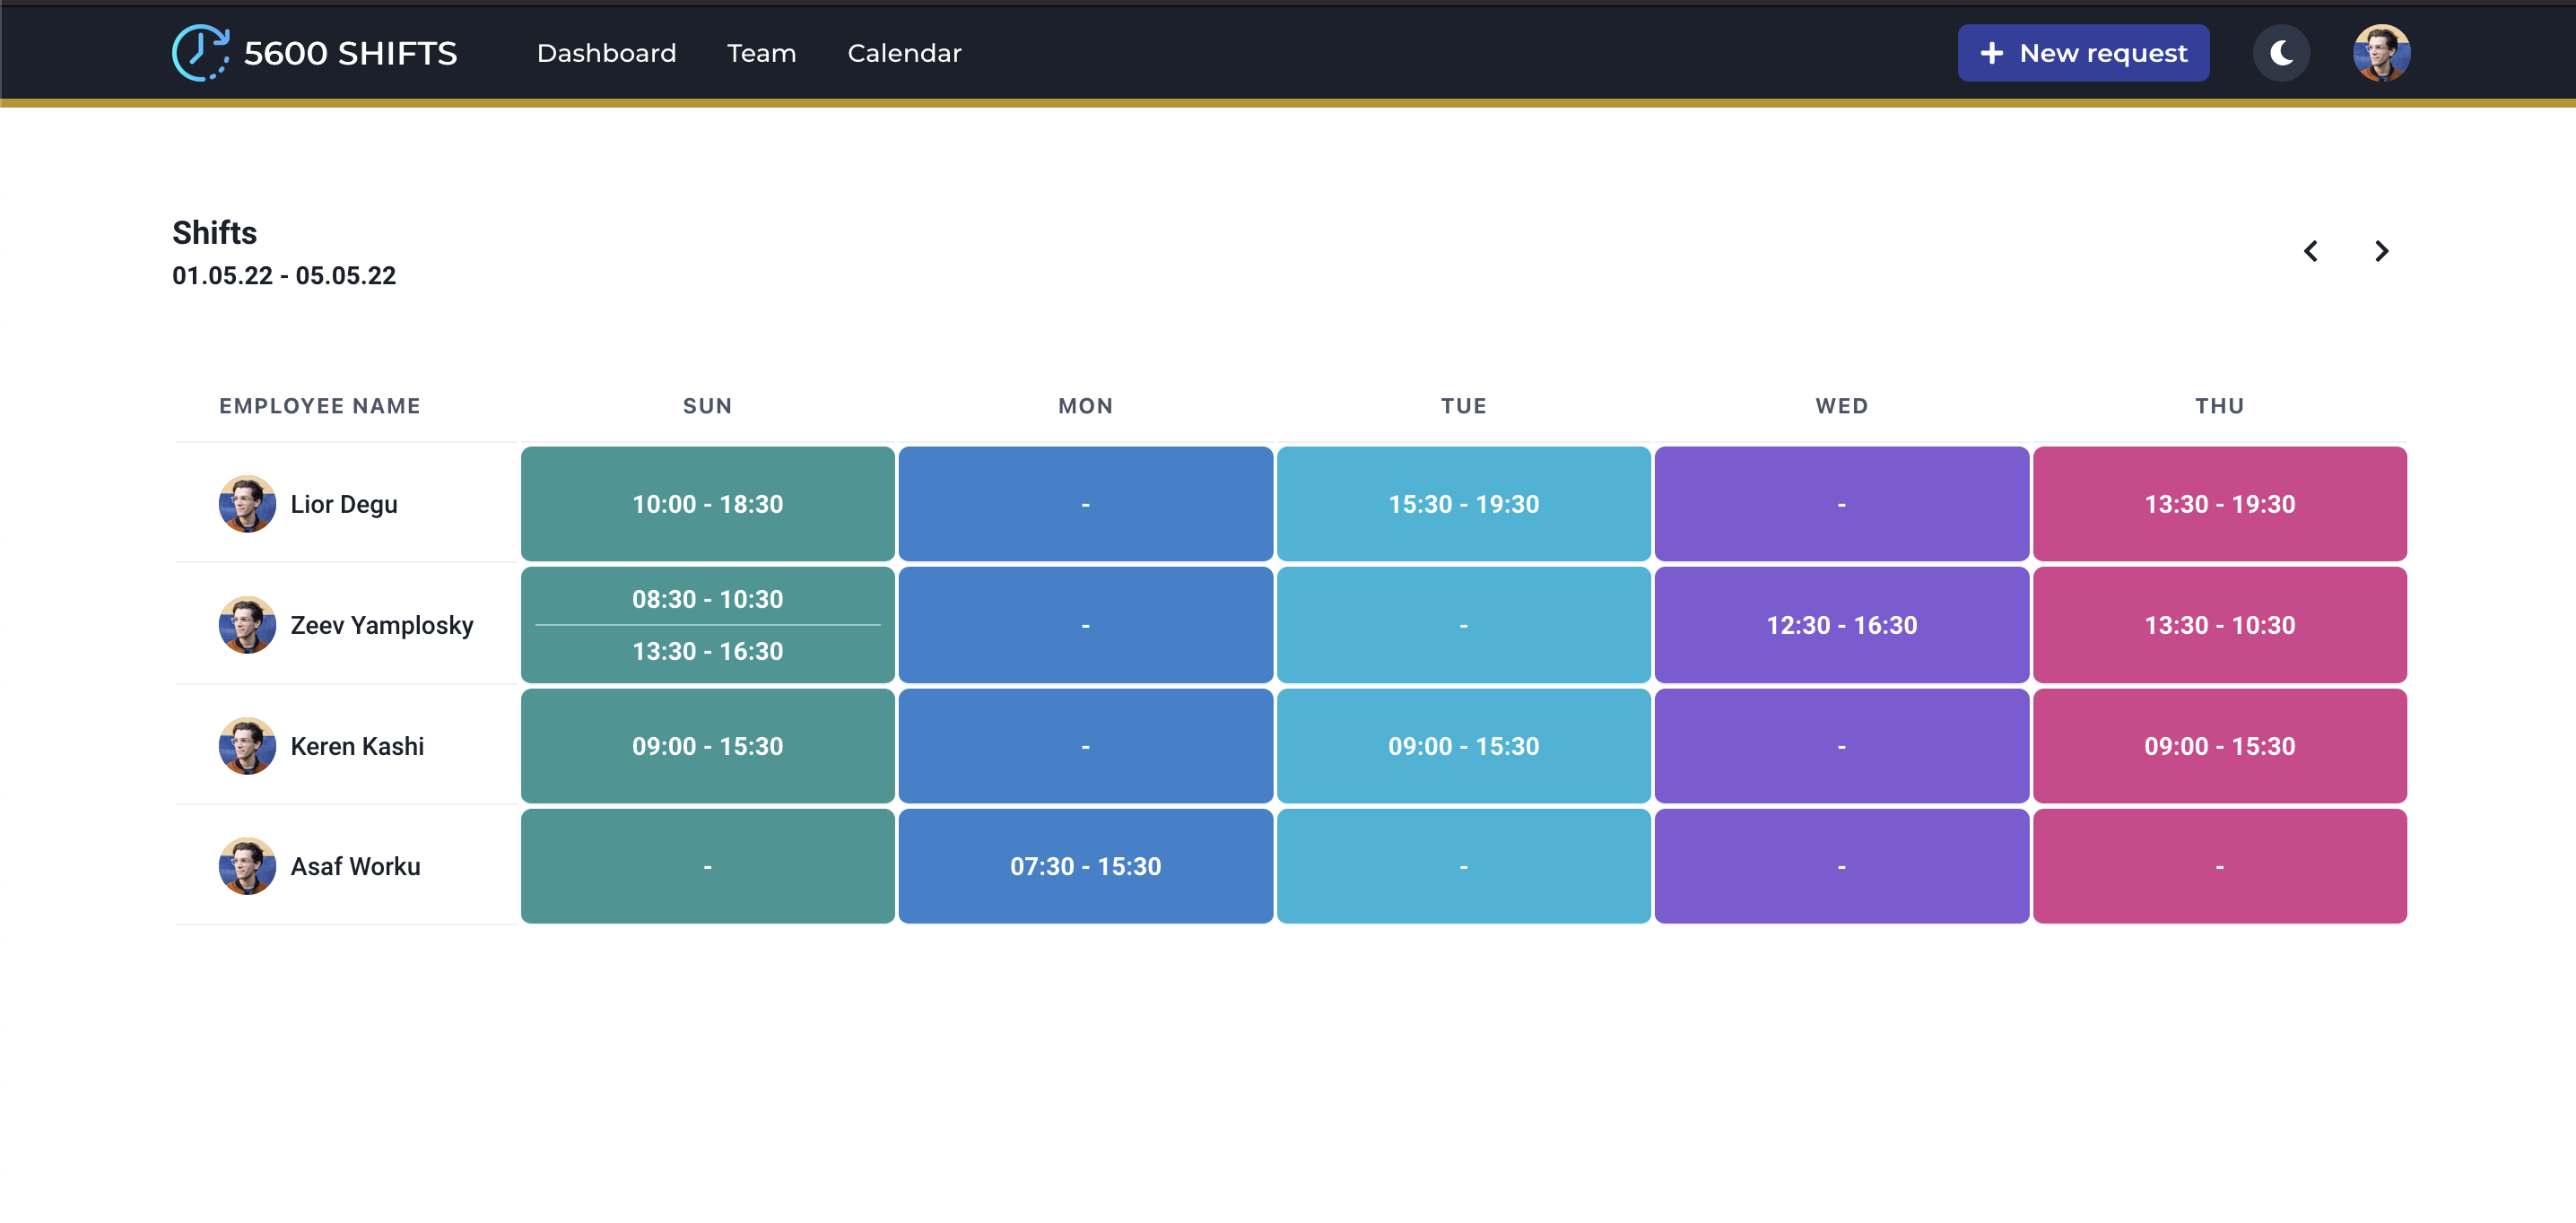 5600 SHIFTS Dashboard Team Calendar + New request
Shifts
01.05.22 - 05.05.22
EMPLOYEE NAME SUN MON TUE WED THU
Lior Degu 10:00 - 18:30 - 15:30 - 19:30 - 13:30 - 19:30
08:30 - 10:30
Zeev Yamplosky - - 12:30 - 16:30 13:30 - 10:30
13:30 - 16:30
Keren Kashi 09:00 - 15:30 - 09:00 - 15:30 - 09:00 - 15:30
Asaf Worku - 07:30 - 15:30 - - -